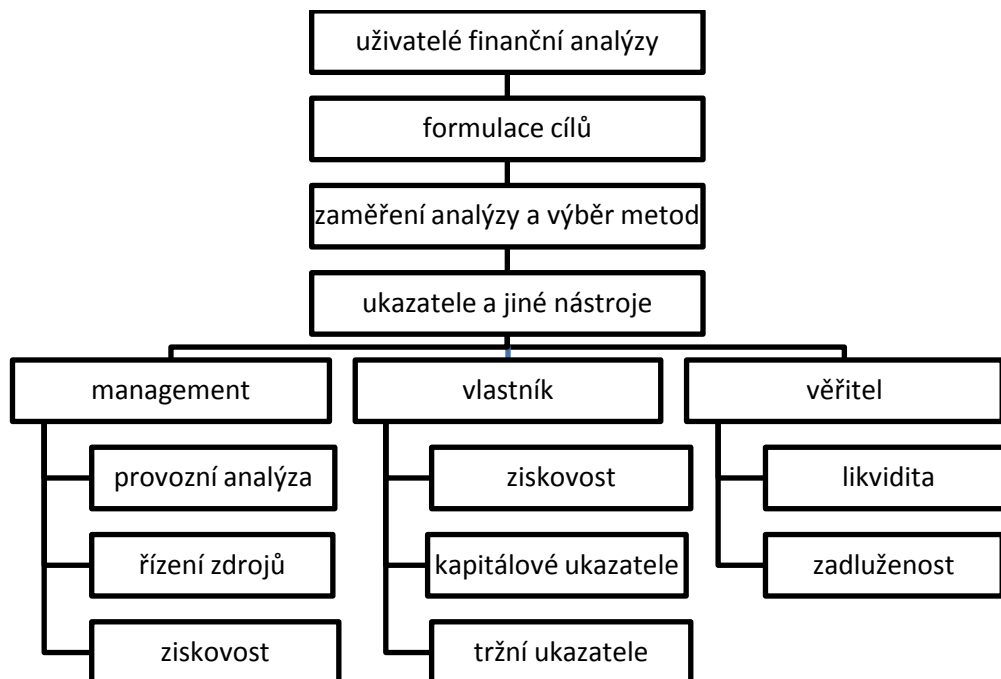 uživatelé finanční analýzy
formulace cílů
zaměření analýzy a výběr metod
ukazatele a jiné nástroje
management
provozní analýza
řízení zdrojů
ziskovost
vlastník
ziskovost
kapitálové ukazatele
tržní ukazatele
věřitel
likvidita
zadluženost